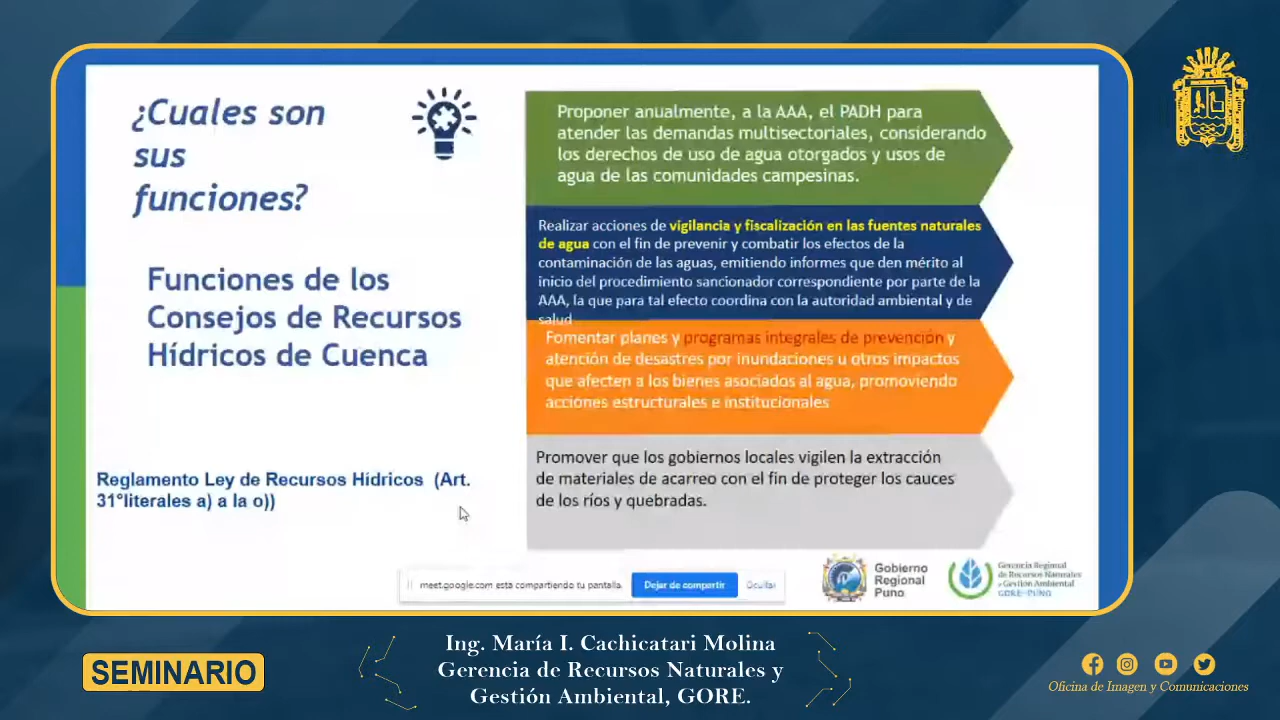 ¿Cuales son
sus
funciones?
Funciones de los
Consejos de Recursos
Hídricos de Cuenca
Reglamento Ley de Recursos Hídricos (Art.
31°literales a) a la o))
Proponer anualmente, a la AAA, el PADH para
atender las demandas multisectoriales, considerando
los derechos de uso de agua otorgados y usos de
agua de las comunidades campesinas.
Realizar acciones de vigilancia y fiscalización en las fuentes naturales
de agua con el fin de prevenir y combatir los efectos de la
contaminación de las aguas, emitiendo informes que den mérito al
inicio del procedimiento sancionador correspondiente por parte de la
AAA, la que para tal efecto coordina con la autoridad ambiental y de
salud
Fomentar planes y programas integrales de prevención y
atención de desastres por inundaciones u otros impactos
que afecten a los bienes asociados al agua, promoviendo
acciones estructurales e institucionales
Promover que los gobiernos locales vigilen la extracción
de materiales de acarreo con el fin de proteger los cauces
de los ríos y quebradas.
meet.google.com esta compartiendo tu pantalla.
Dejar de compartir
Ocultar
Gobierno
Regional
Puno
Gerencia Regional
de Recursos Naturales
y Gestión Ambiental
GORE-PUNO
SEMINARIO
Ing. María I. Cachicatari Molina
Gerencia de Recursos Naturales y
Gestión Ambiental, GORE.
Oficina de Imagen y Comunicaciones